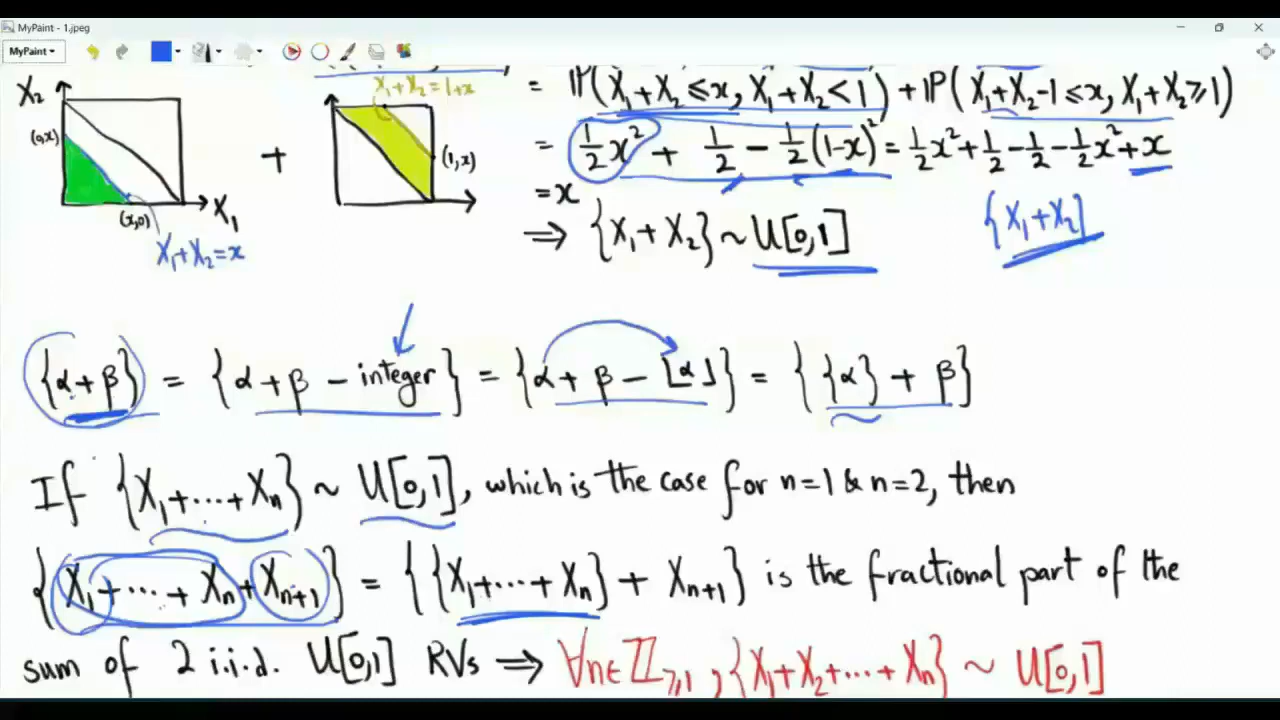 MyPaint - 1.jpeg
MyPaint
X₂
(0,x)
(x,0)
X₁
X₁+X₂=x
+
X₁+X₂=1+x
(1,x)
= ℙ(X₁+X₂≤x, X₁+X₂<1) + ℙ(X₁+X₂-1≤x, X₁+X₂≥1)
= ½x² + ½ - ½(1-x)² = ½x² + ½ - ½ - ½x² + x
= x
⇒ {X₁+X₂} ~ U[0,1]
{X₁+X₂}
{α+β} = {α+β - integer} = {α+β-⌊α⌋} = {{α} + β}
If {X₁+...+Xₙ} ~ U[0,1], which is the case for n=1 & n=2, then
{X₁+...+Xₙ+Xₙ₊₁} = {{X₁+...+Xₙ} + Xₙ₊₁} is the fractional part of the
sum of 2 i.i.d. U[0,1] RVs ⇒ ∀n∈ℤ≥₁, {X₁+X₂+...+Xₙ} ~ U[0,1]